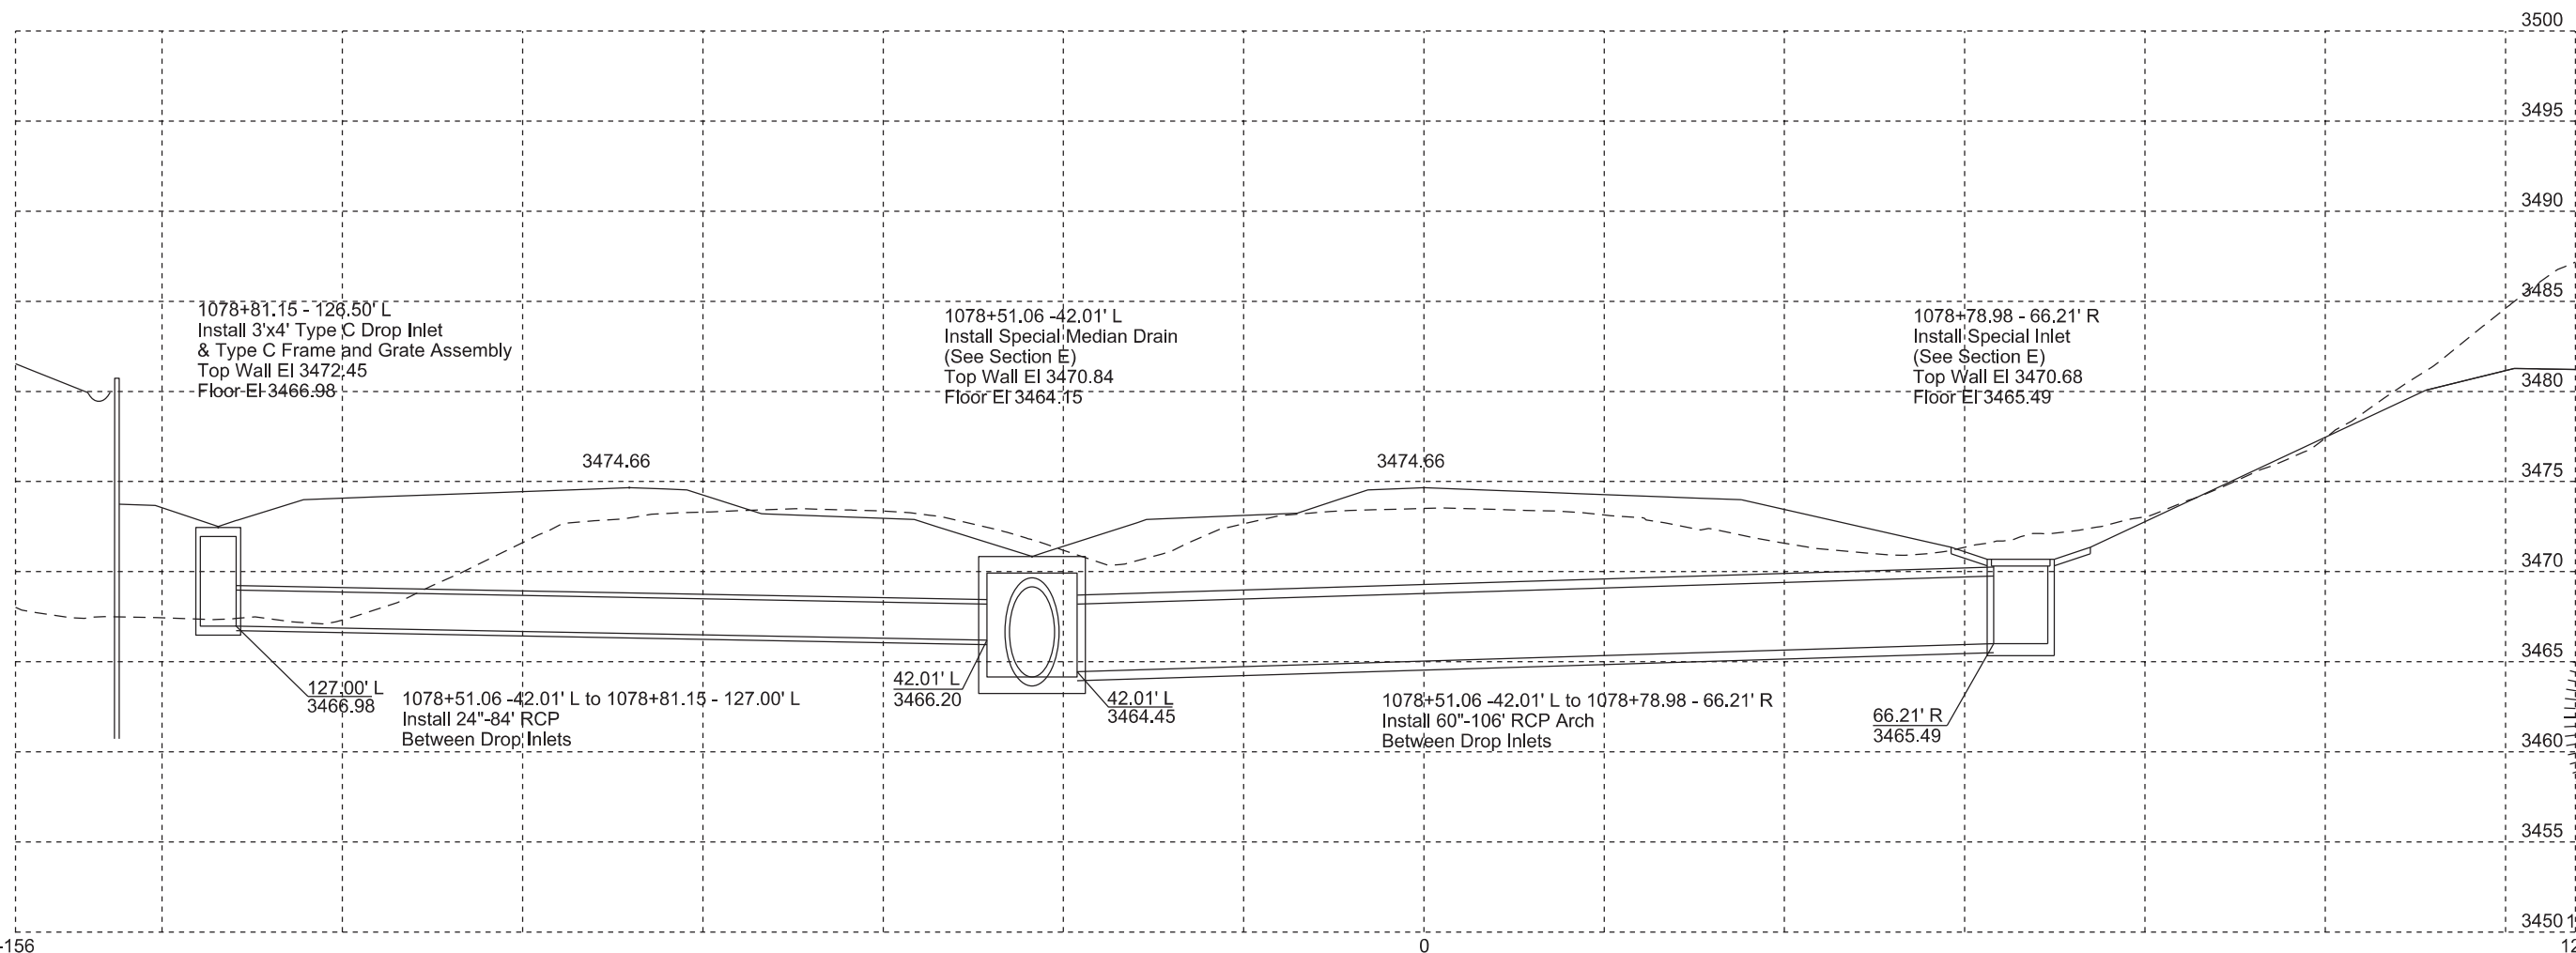 3500
3495
3490
3485
3480
3475
3470
3465
3460
3455
3450
1078+81.15 - 126.50' L
Install 3'x4' Type C Drop Inlet
& Type C Frame and Grate Assembly
Top Wall El 3472.45
Floor El 3466.98
1078+51.06 -42.01' L
Install Special Median Drain
(See Section E)
Top Wall El 3470.84
Floor El 3464.15
1078+78.98 - 66.21' R
Install Special Inlet
(See Section E)
Top Wall El 3470.68
Floor El 3465.49
3474.66
3474.66
127.00' L
3466.98
1078+51.06 -42.01' L to 1078+81.15 - 127.00' L
Install 24"-84' RCP
Between Drop Inlets
42.01' L
3466.20
42.01' L
3464.45
1078+51.06 -42.01' L to 1078+78.98 - 66.21' R
Install 60"-106' RCP Arch
Between Drop Inlets
66.21' R
3465.49
-156
0